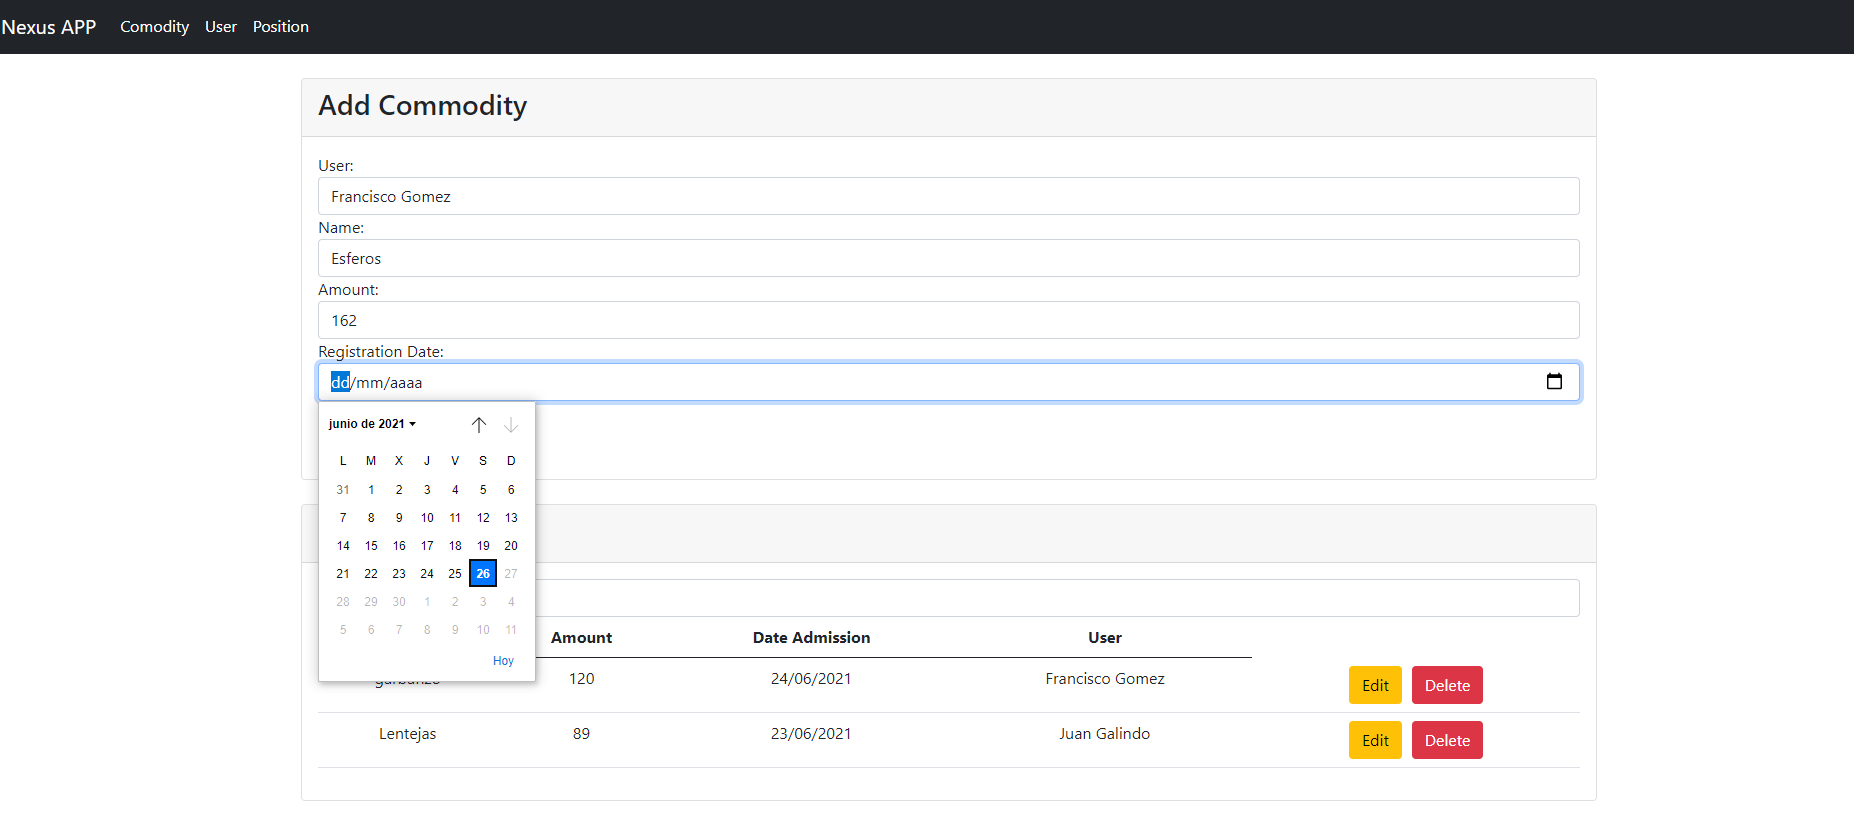 Nexus APP Comodity User Position
Add Commodity
User:
Francisco Gomez
Name:
Esferos
Amount:
162
Registration Date:
dd/mm/aaaa
junio de 2021
L M X J V S D
31 1 2 3 4 5 6
7 8 9 10 11 12 13
14 15 16 17 18 19 20
21 22 23 24 25 26 27
28 29 30 1 2 3 4
5 6 7 8 9 10 11
Hoy
Amount Date Admission User
120 24/06/2021 Francisco Gomez Edit Delete
Lentejas 89 23/06/2021 Juan Galindo Edit Delete